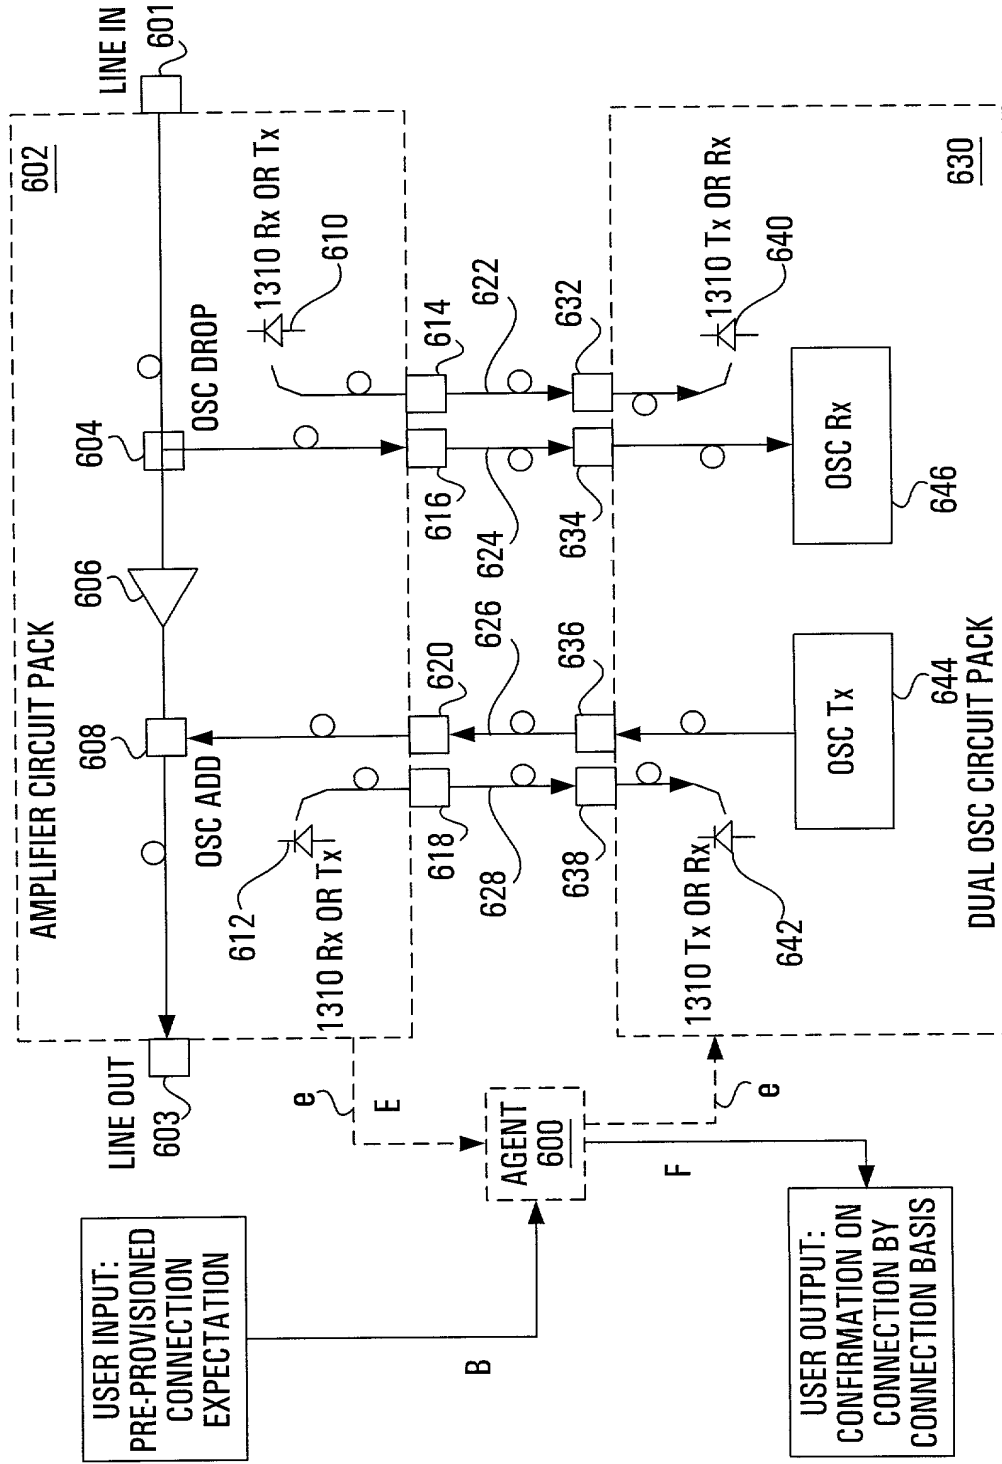 USER INPUT:
PRE-PROVISIONED
CONNECTION
EXPECTATION
B
USER OUTPUT:
CONFIRMATION ON
CONNECTION BY
CONNECTION BASIS
F
AGENT
600
e
E
e
LINE OUT
603
LINE IN
601
AMPLIFIER CIRCUIT PACK
602
608
606
604
OSC ADD
OSC DROP
612
1310 Rx OR Tx
1310 Rx OR Tx
610
618
620
616
614
628
626
624
622
638
636
634
632
1310 Tx OR Rx
642
1310 Tx OR Rx
640
OSC Tx
644
OSC Rx
646
DUAL OSC CIRCUIT PACK
630